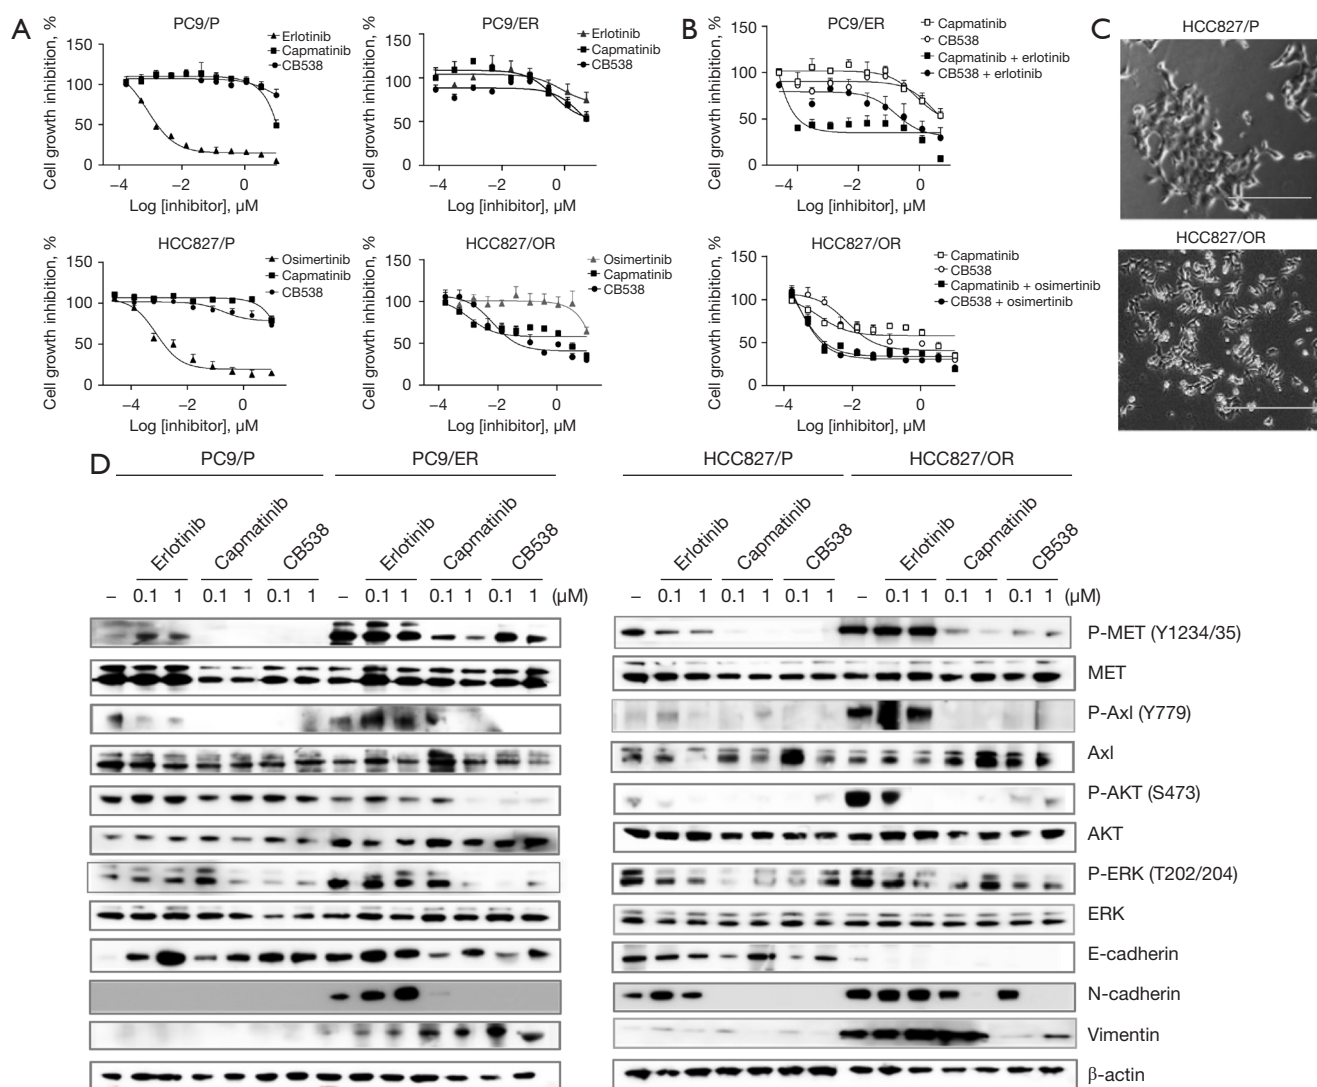 A
PC9/P
Cell growth inhibition, %
150
100
50
0
−4
−2
0
Log [inhibitor], µM
Erlotinib
Capmatinib
CB538
PC9/ER
Cell growth inhibition, %
150
100
50
0
−4
−2
0
Log [inhibitor], µM
Erlotinib
Capmatinib
CB538
B
PC9/ER
Cell growth inhibition, %
150
100
50
0
−4
−2
0
Log [inhibitor], µM
Capmatinib
CB538
Capmatinib + erlotinib
CB538 + erlotinib
C
HCC827/P
HCC827/OR
HCC827/P
Cell growth inhibition, %
150
100
50
0
−4
−2
0
Log [inhibitor], µM
Osimertinib
Capmatinib
CB538
HCC827/OR
Cell growth inhibition, %
150
100
50
0
−4
−2
0
Log [inhibitor], µM
Osimertinib
Capmatinib
CB538
HCC827/OR
Cell growth inhibition, %
150
100
50
0
−4
−2
0
Log [inhibitor], µM
Capmatinib
CB538
Capmatinib + osimertinib
CB538 + osimertinib
D
PC9/P PC9/ER HCC827/P HCC827/OR
Erlotinib Capmatinib CB538 Erlotinib Capmatinib CB538 Erlotinib Capmatinib CB538 Erlotinib Capmatinib CB538
– 0.1 1 0.1 1 0.1 1 – 0.1 1 0.1 1 0.1 1 (µM) – 0.1 1 0.1 1 0.1 1 – 0.1 1 0.1 1 0.1 1 (µM)
P-MET (Y1234/35)
MET
P-Axl (Y779)
Axl
P-AKT (S473)
AKT
P-ERK (T202/204)
ERK
E-cadherin
N-cadherin
Vimentin
β-actin